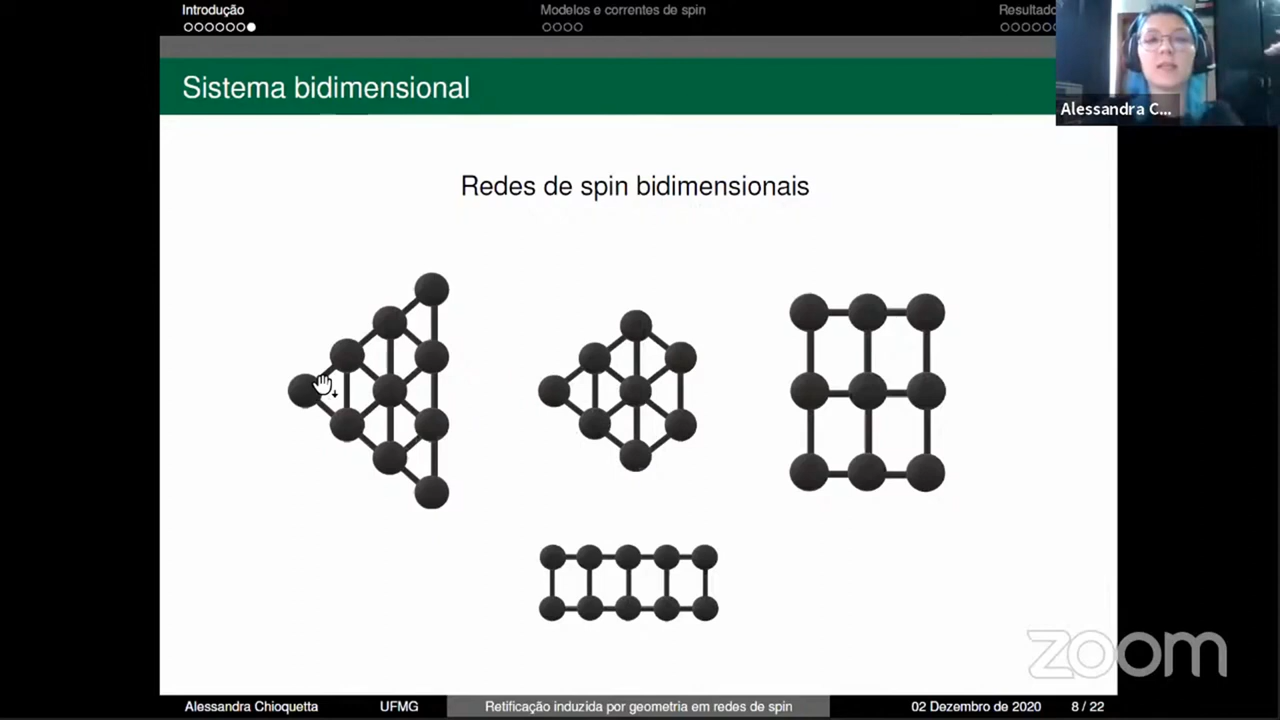 Introdução
Modelos e correntes de spin
Resultado
Alessandra C...
Sistema bidimensional
Redes de spin bidimensionais
zoom
Alessandra Chioquetta
UFMG
Retificação induzida por geometria em redes de spin
02 Dezembro de 2020
8 / 22